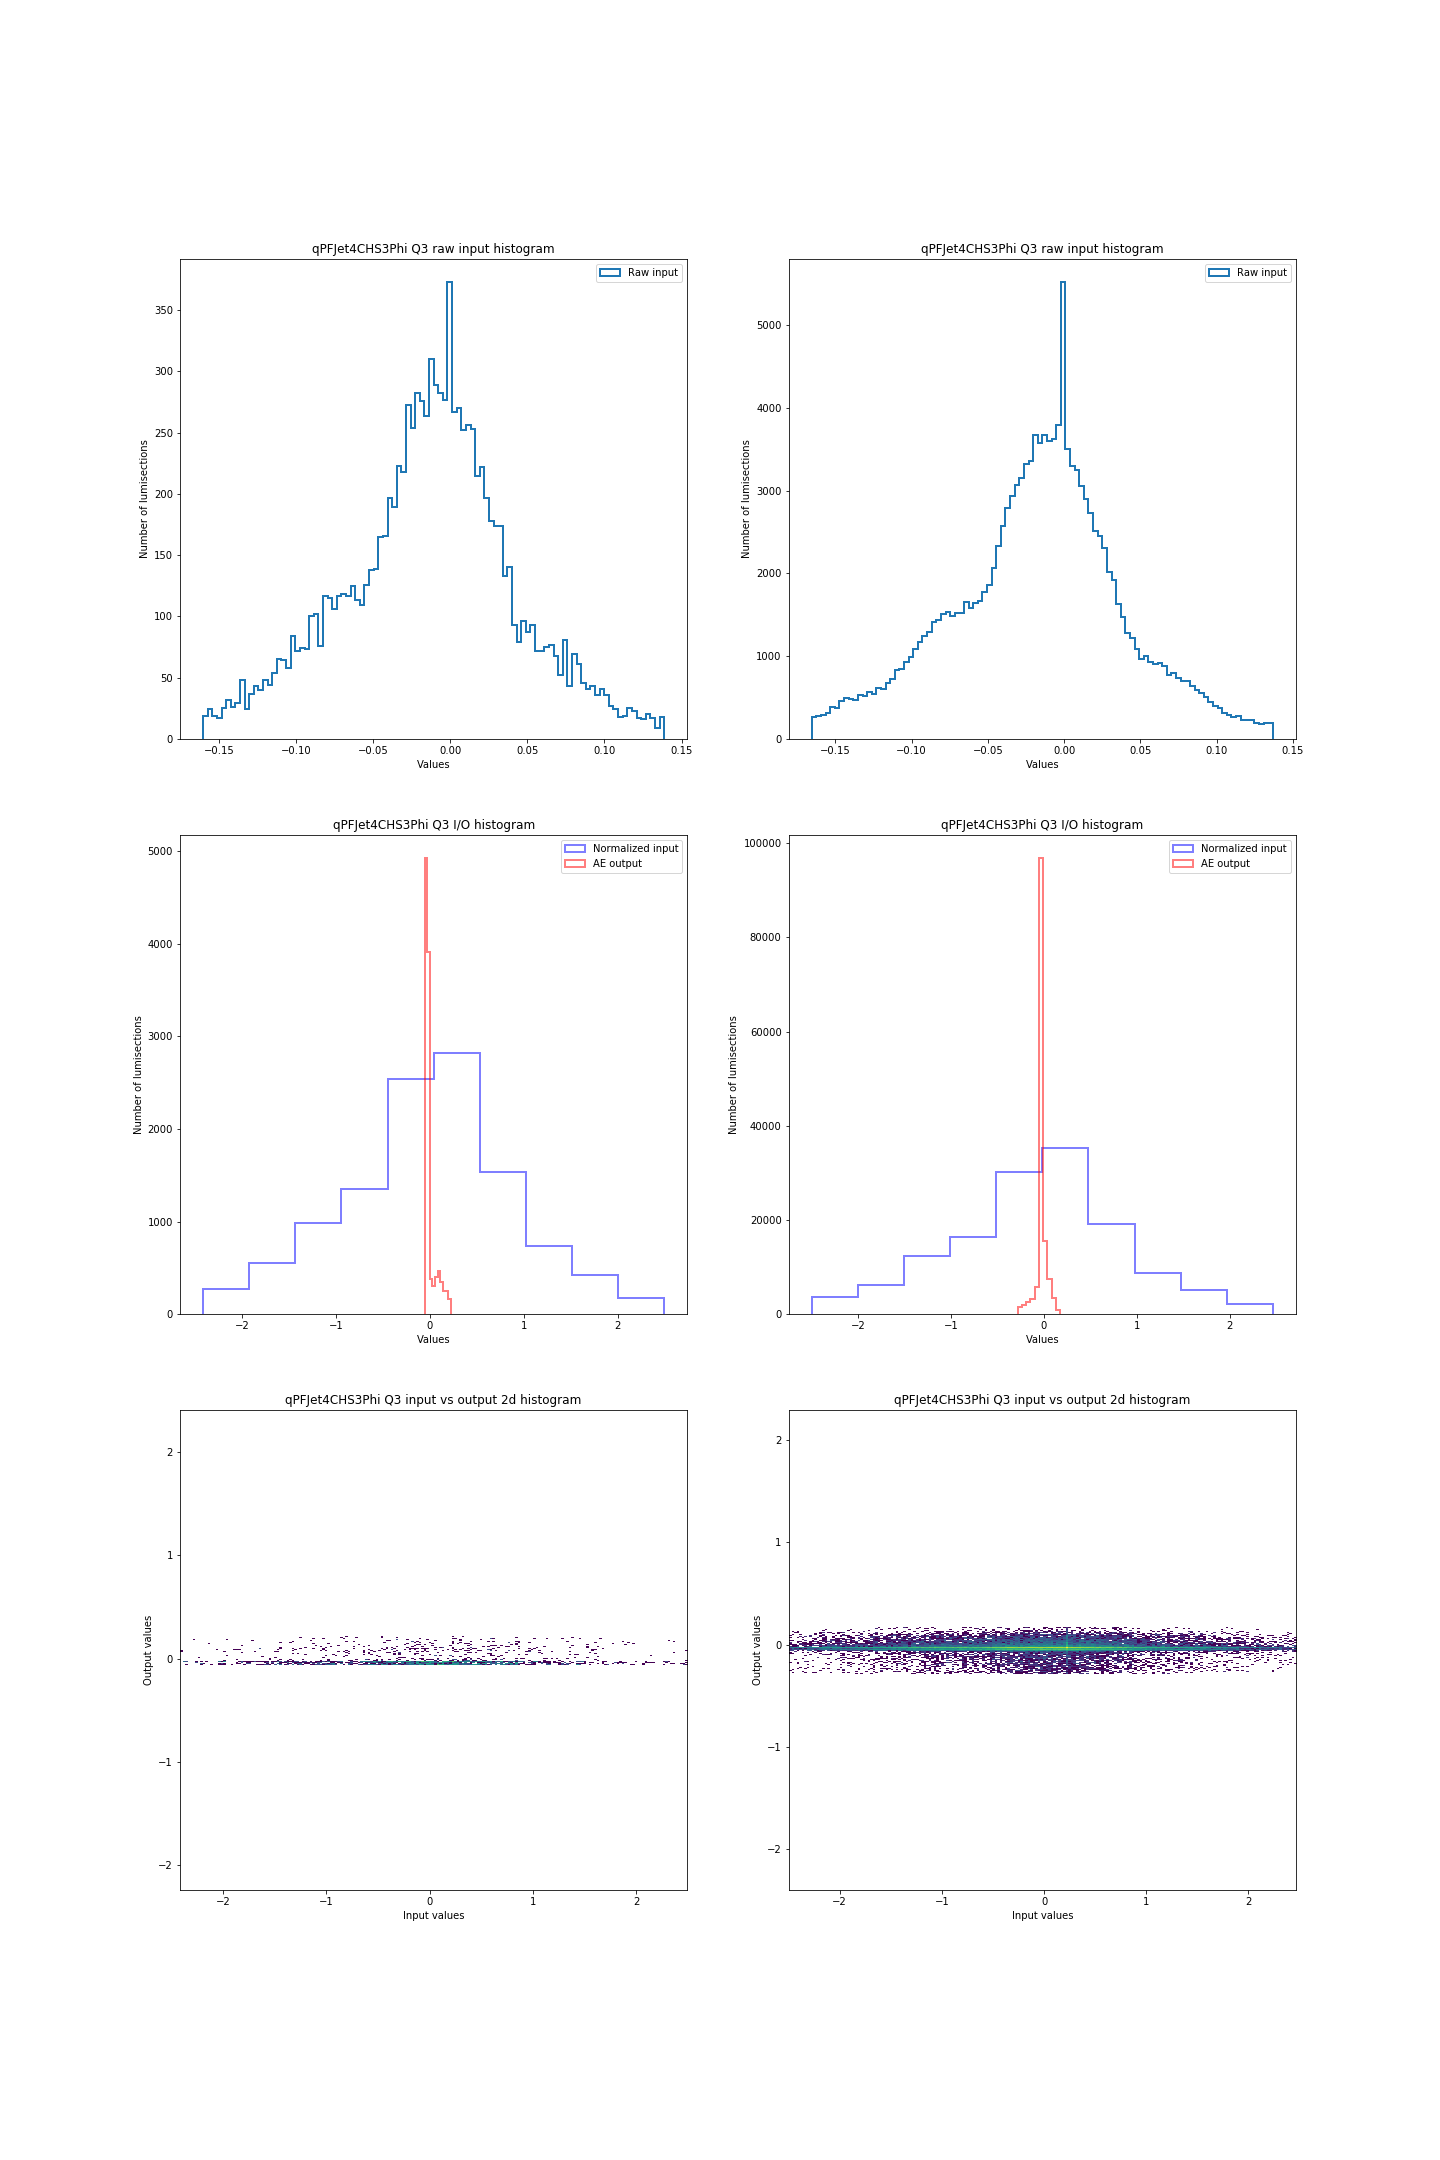 qPFJet4CHS3Phi Q3 raw input histogram
Raw input
350
300
250
200
150
100
50
0
−0.15 −0.10 −0.05 0.00 0.05 0.10 0.15
Number of lumisections
Values
qPFJet4CHS3Phi Q3 raw input histogram
Raw input
5000
4000
3000
2000
1000
0
−0.15 −0.10 −0.05 0.00 0.05 0.10 0.15
Number of lumisections
Values
qPFJet4CHS3Phi Q3 I/O histogram
Normalized input
AE output
5000
4000
3000
2000
1000
0
−2 −1 0 1 2
Number of lumisections
Values
qPFJet4CHS3Phi Q3 I/O histogram
Normalized input
AE output
100000
80000
60000
40000
20000
0
−2 −1 0 1 2
Number of lumisections
Values
qPFJet4CHS3Phi Q3 input vs output 2d histogram
2
1
0
−1
−2
−2 −1 0 1 2
Output values
Input values
qPFJet4CHS3Phi Q3 input vs output 2d histogram
2
1
0
−1
−2
−2 −1 0 1 2
Output values
Input values